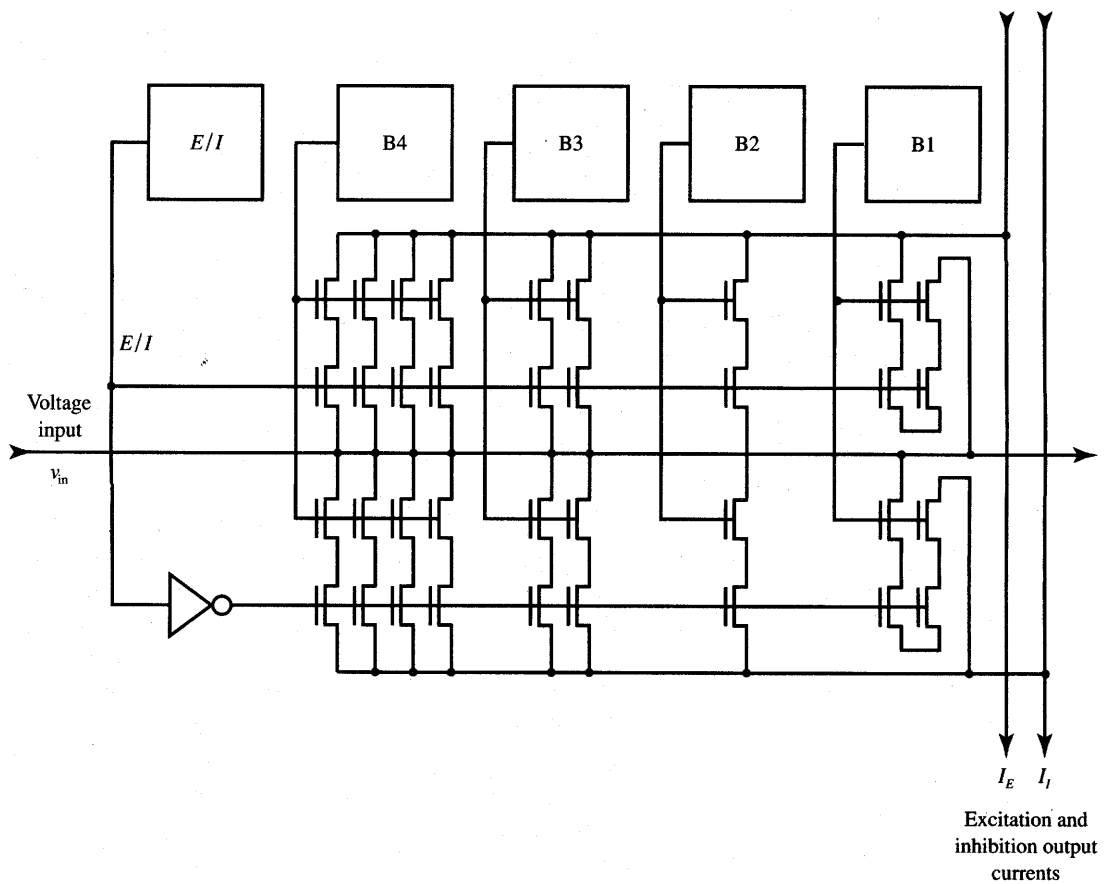 E/I
B4
B3
B2
B1
E/I
Voltage
input
v_in
I_E I_I
Excitation and
inhibition output
currents